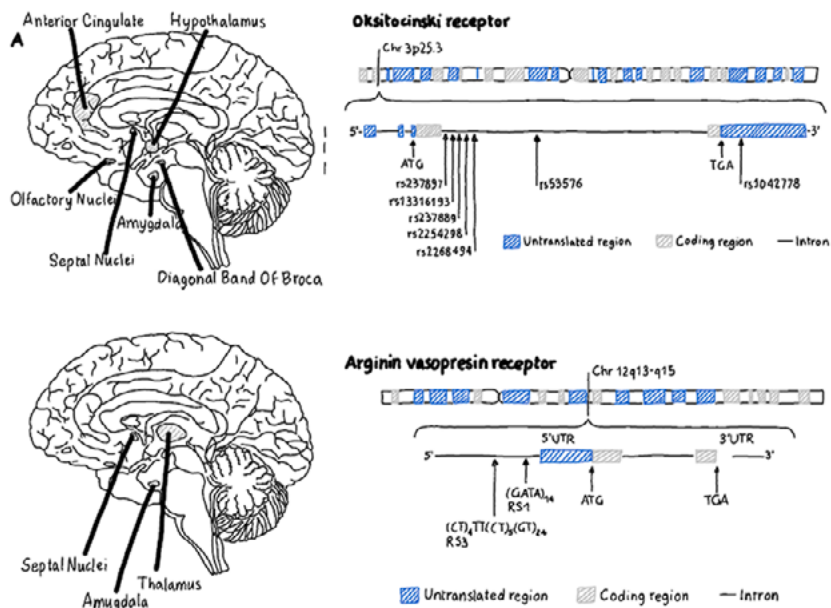 A
Anterior Cingulate
Hypothalamus
Olfactory Nuclei
Amygdala
Septal Nuclei
Diagonal Band Of Broca
Oksitocinski receptor
Chr 3p25.3
5'-
-3'
ATG
TGA
rs237897
rs13316193
rs237889
rs2254298
rs2268494
rs53576
rs1042778
Untranslated region
Coding region
Intron
Septal Nuclei
Amygdala
Thalamus
Arginin vasopresin receptor
Chr 12q13-q15
5'UTR
3'UTR
5'
3'
(GATA)14
RS1
ATG
TGA
(CT)4TT(CT)8(GT)24
RS3
Untranslated region
Coding region
Intron